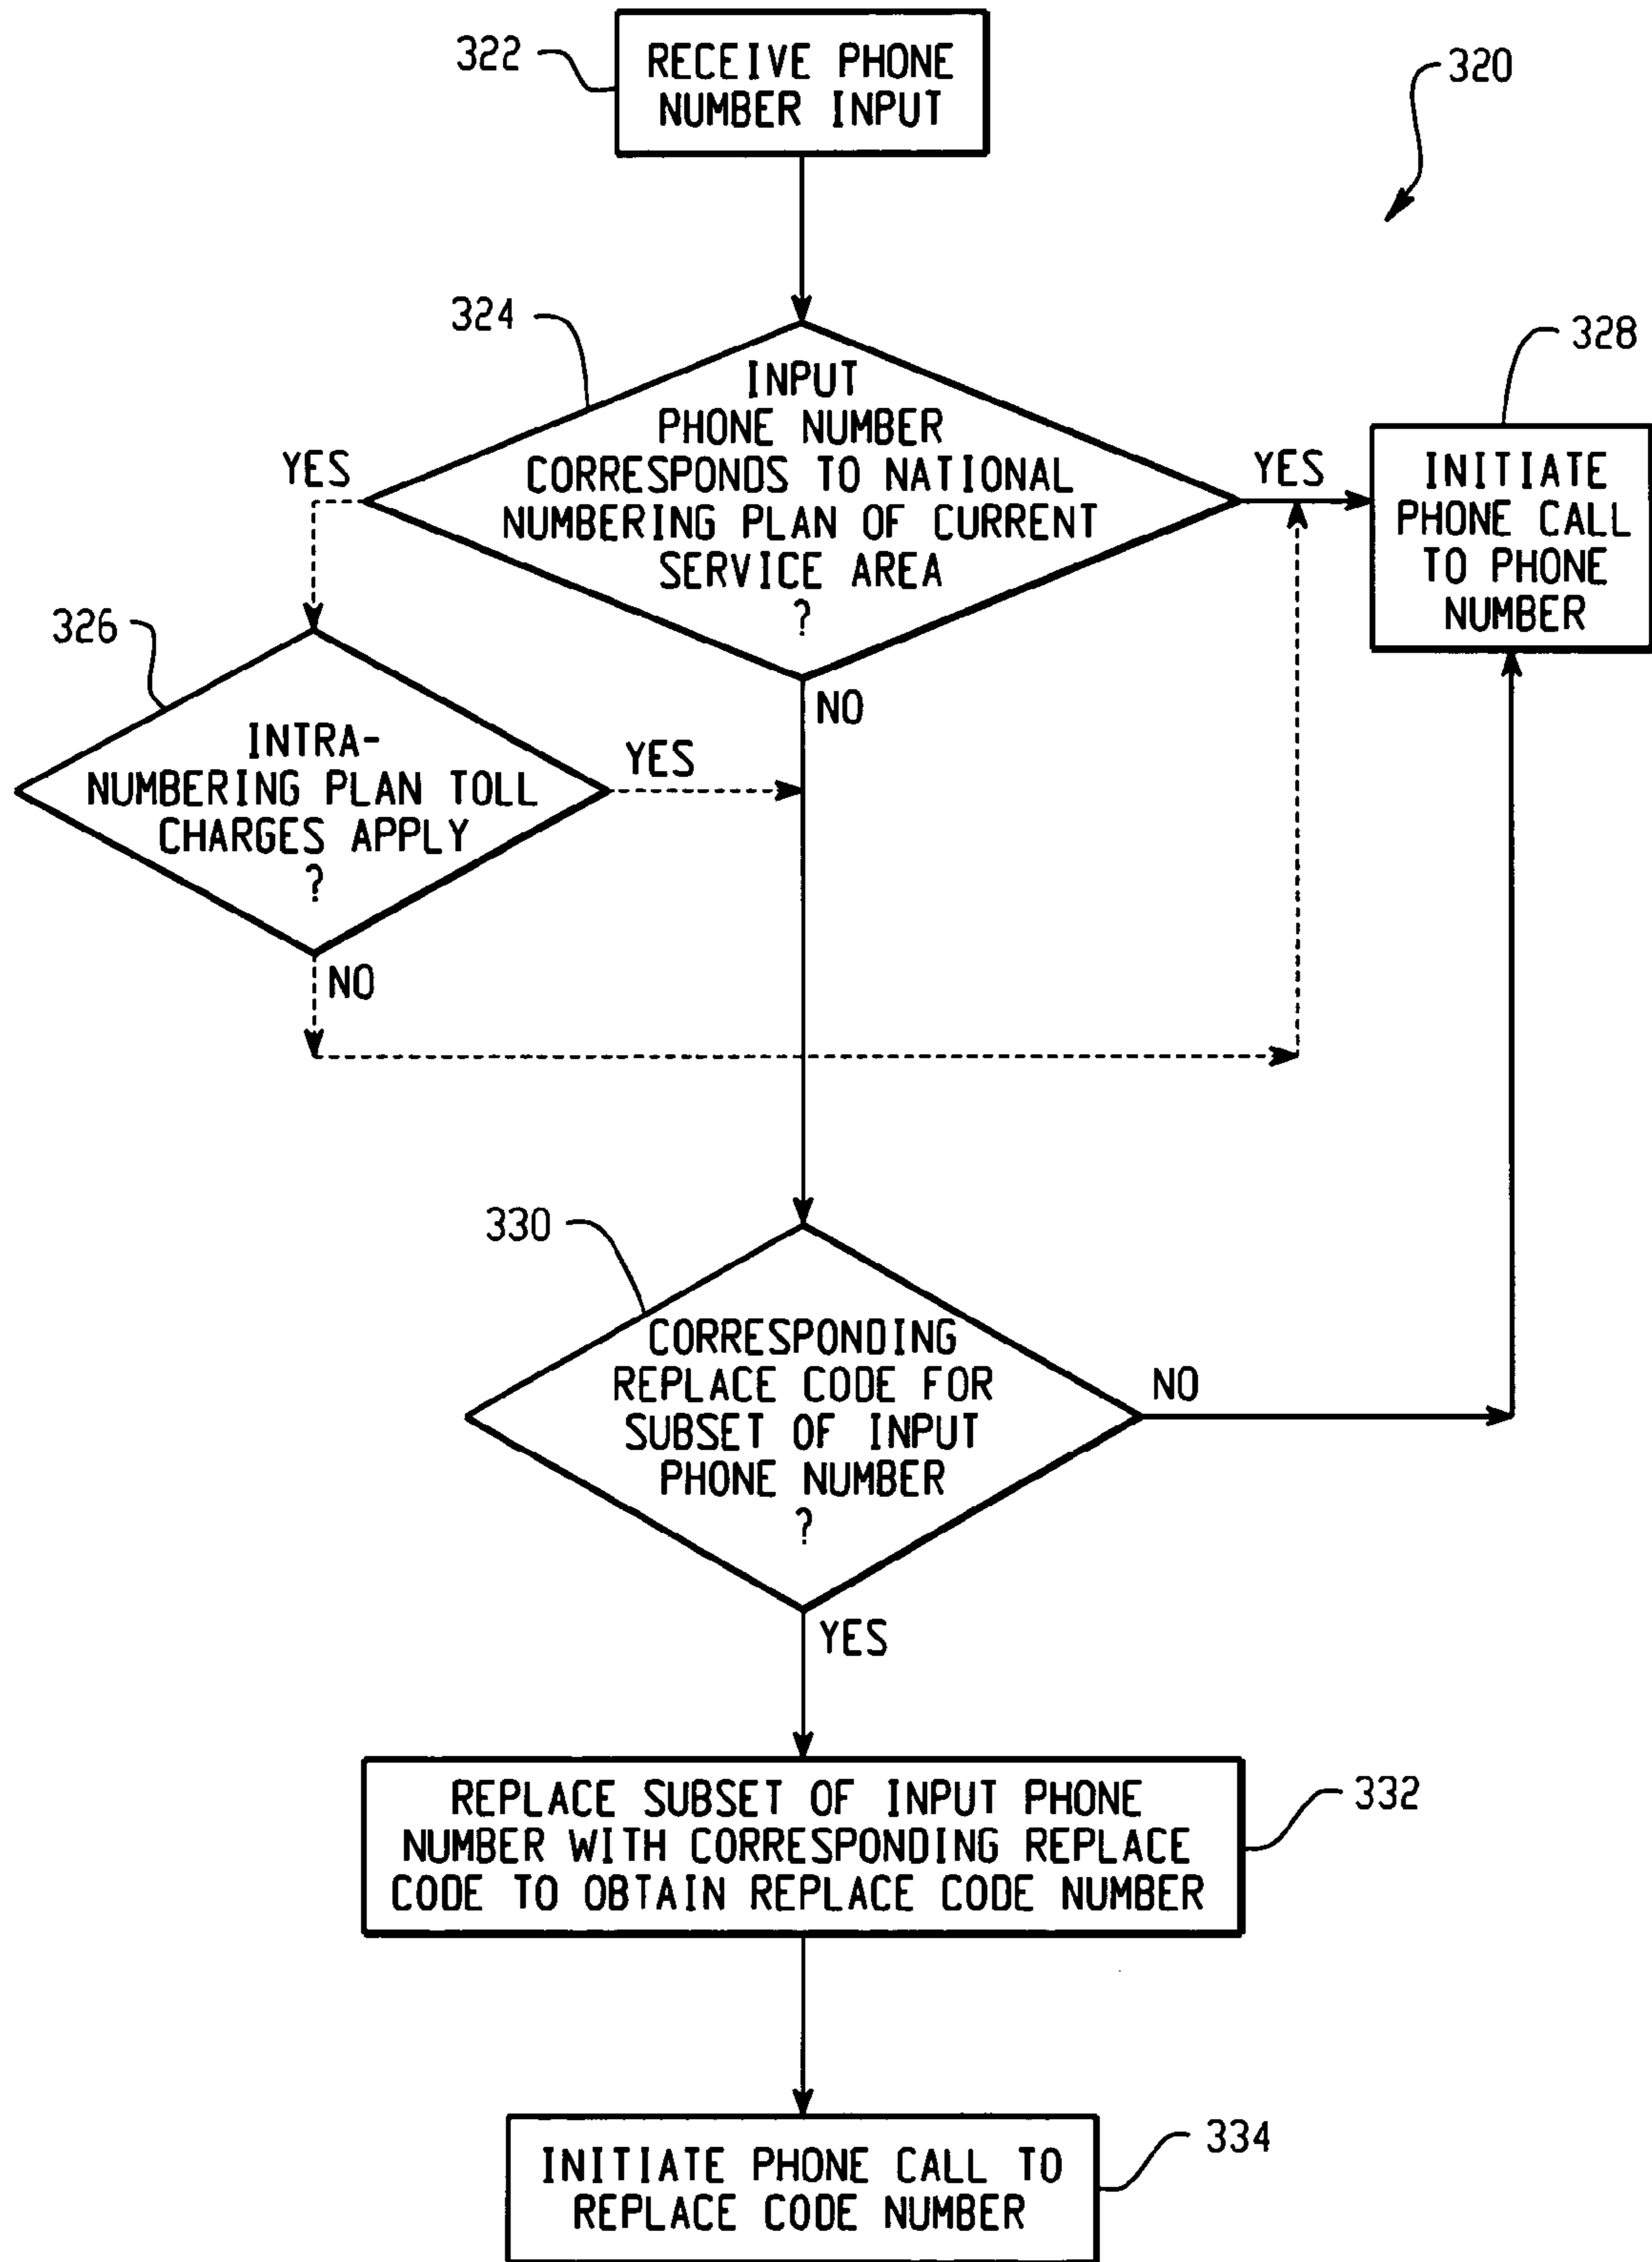 322
RECEIVE PHONE
NUMBER INPUT
320
324
INPUT
PHONE NUMBER
CORRESPONDS TO NATIONAL
NUMBERING PLAN OF CURRENT
SERVICE AREA
?
YES
YES
328
INITIATE
PHONE CALL
TO PHONE
NUMBER
326
INTRA-
NUMBERING PLAN TOLL
CHARGES APPLY
?
YES
NO
NO
330
CORRESPONDING
REPLACE CODE FOR
SUBSET OF INPUT
PHONE NUMBER
?
NO
YES
REPLACE SUBSET OF INPUT PHONE
NUMBER WITH CORRESPONDING REPLACE
CODE TO OBTAIN REPLACE CODE NUMBER
332
INITIATE PHONE CALL TO
REPLACE CODE NUMBER
334